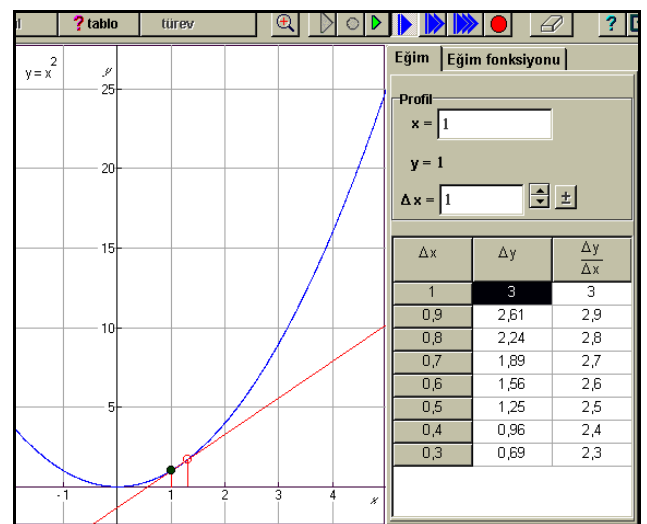 ? tablo türev ?
Eğim Eğim fonksiyonu
y = x²
y
25
20
15
10
5
-1 1 2 3 4 x
Profil
x = 1
y = 1
Δx = 1 ±
Δx Δy Δy/Δx
1 3 3
0,9 2,61 2,9
0,8 2,24 2,8
0,7 1,89 2,7
0,6 1,56 2,6
0,5 1,25 2,5
0,4 0,96 2,4
0,3 0,69 2,3